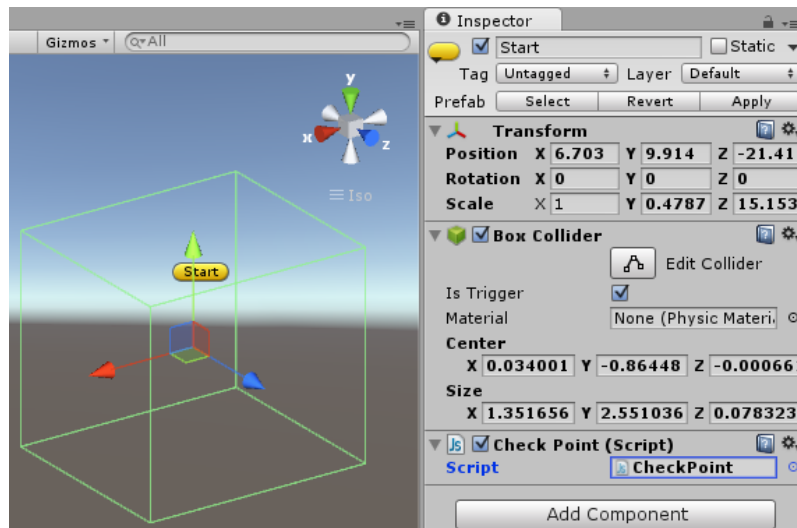 Inspector
Gizmos All
Start Static
Tag Untagged Layer Default
Prefab Select Revert Apply
Transform
Position X 6.703 Y 9.914 Z -21.41
Rotation X 0 Y 0 Z 0
Scale X 1 Y 0.4787 Z 15.153
Box Collider
Edit Collider
Is Trigger
Material None (Physic Materi
Center
X 0.034001 Y -0.86448 Z -0.00066
Size
X 1.351656 Y 2.551036 Z 0.078323
Js Check Point (Script)
Script CheckPoint
Add Component
y
x
z
Iso
Start